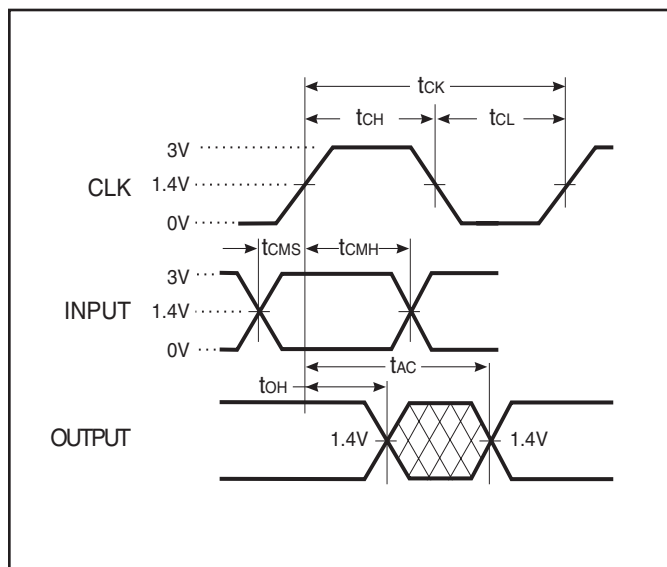 tCK
tCH tCL
3V
CLK 1.4V
0V
tCMS tCMH
3V
INPUT 1.4V
0V
tAC
tOH
OUTPUT 1.4V 1.4V